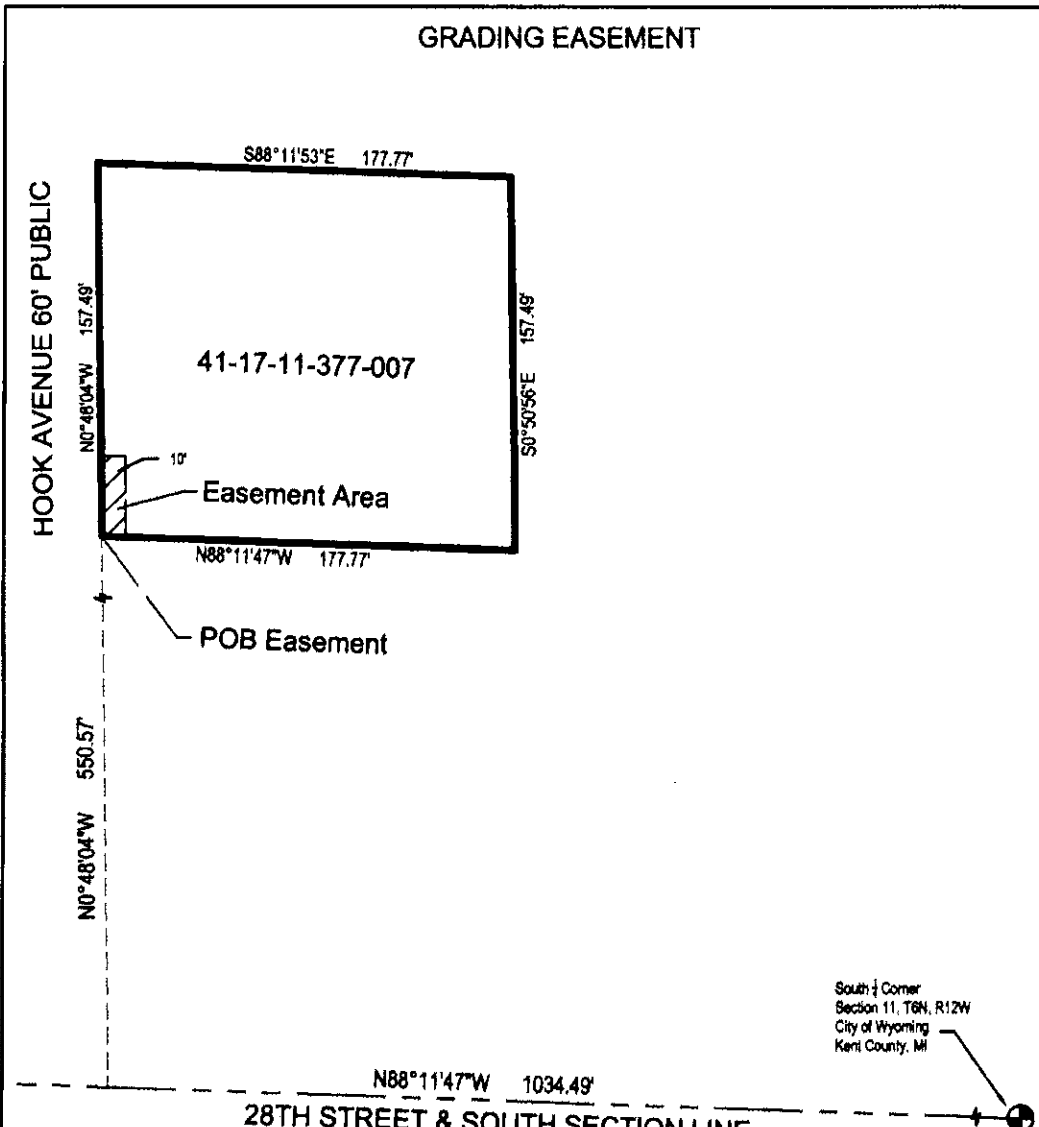 GRADING EASEMENT
S88°11'53"E 177.77'
HOOK AVENUE 60' PUBLIC
N0°48'04"W 157.49'
41-17-11-377-007
S0°50'56"E 157.49'
10'
Easement Area
N88°11'47"W 177.77'
POB Easement
N0°48'04"W 550.57'
South ¼ Corner
Section 11, T6N, R12W
City of Wyoming
Kent County, MI
N88°11'47"W 1034.49'
28TH STREET & SOUTH SECTION LINE